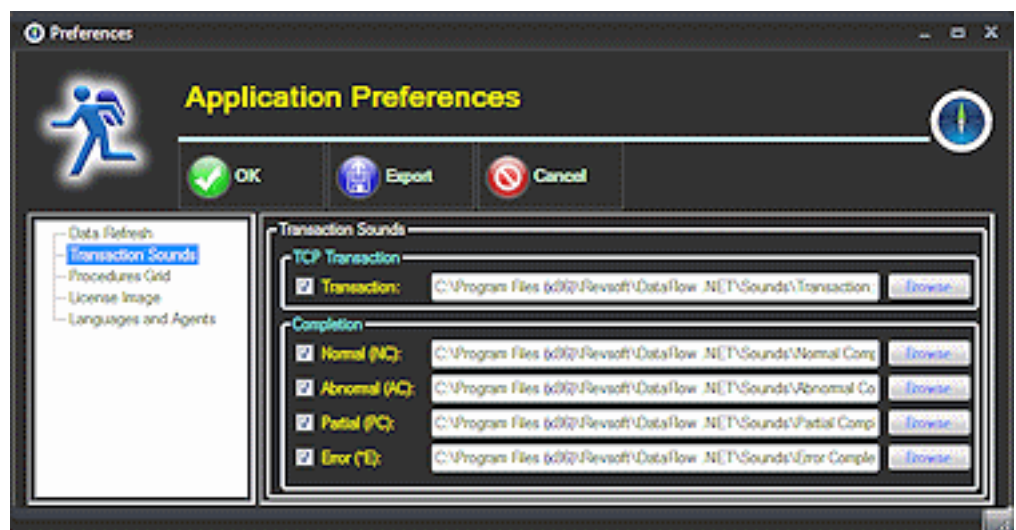 Preferences
Application Preferences
OK Export Cancel
Data Refresh
Transaction Sounds
Procedures Grid
License Image
Languages and Agents
Transaction Sounds
TCP Transaction
Transaction: C:\Program Files (x86)\Revsoft\DataFlow .NET\Sounds\Transaction Browse
Completion
Normal (NC): C:\Program Files (x86)\Revsoft\DataFlow .NET\Sounds\Normal Comp Browse
Abnormal (AC): C:\Program Files (x86)\Revsoft\DataFlow .NET\Sounds\Abnormal Co Browse
Partial (PC): C:\Program Files (x86)\Revsoft\DataFlow .NET\Sounds\Partial Compl Browse
Error (*E): C:\Program Files (x86)\Revsoft\DataFlow .NET\Sounds\Error Comple Browse